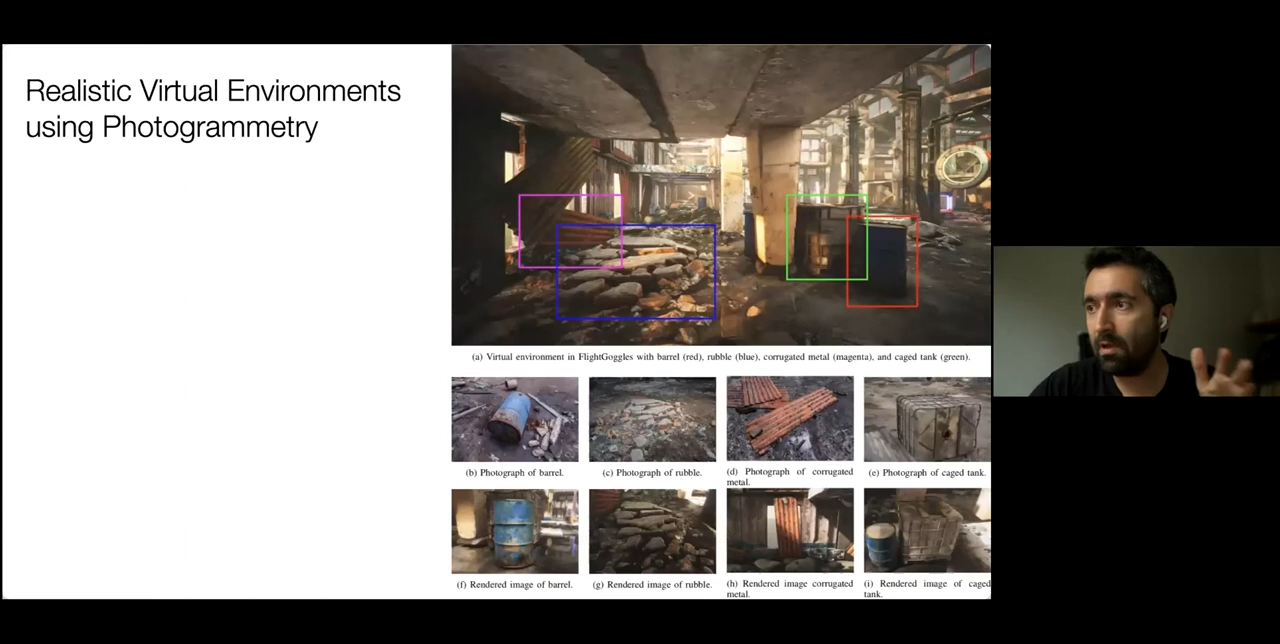 Realistic Virtual Environments
using Photogrammetry
(a) Virtual environment in FlightGoggles with barrel (red), rubble (blue), corrugated metal (magenta), and caged tank (green).
(b) Photograph of barrel.
(c) Photograph of rubble.
(d) Photograph of corrugated
metal.
(e) Photograph of caged tank.
(f) Rendered image of barrel.
(g) Rendered image of rubble.
(h) Rendered image corrugated
metal.
(i) Rendered image of caged
tank.